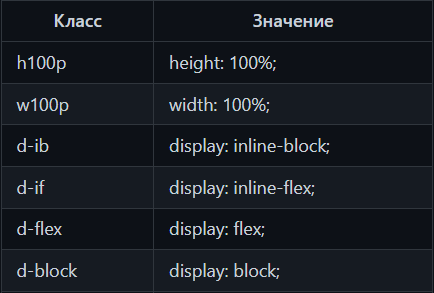 Класс Значение
h100p height: 100%;
w100p width: 100%;
d-ib display: inline-block;
d-if display: inline-flex;
d-flex display: flex;
d-block display: block;